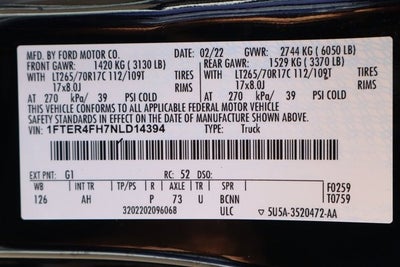 MFD. BY FORD MOTOR CO. 02/22 GVWR: 2744 KG (6050 LB)
FRONT GAWR: 1420 KG (3130 LB) REAR GAWR: 1529 KG (3370 LB)
WITH LT265/70R17C 112/109T TIRES WITH LT265/70R17C 112/109T TIRES
17x8.0J RIMS 17x8.0J RIMS
AT 270 kPa/ 39 PSI COLD AT 270 kPa/ 39 PSI COLD
THIS VEHICLE CONFORMS TO ALL APPLICABLE FEDERAL MOTOR VEHICLE
SAFETY STANDARDS IN EFFECT ON THE DATE OF MANUFACTURE SHOWN ABOVE.
VIN: 1FTER4FH7NLD14394 TYPE: Truck
EXT PNT: G1 RC: 52 DSO:
WB INT TR TP/PS R AXLE TR SPR F0259
126 AH P 73 U BCNN T0759
3202202096068 ULC 5U5A-3520472-AA